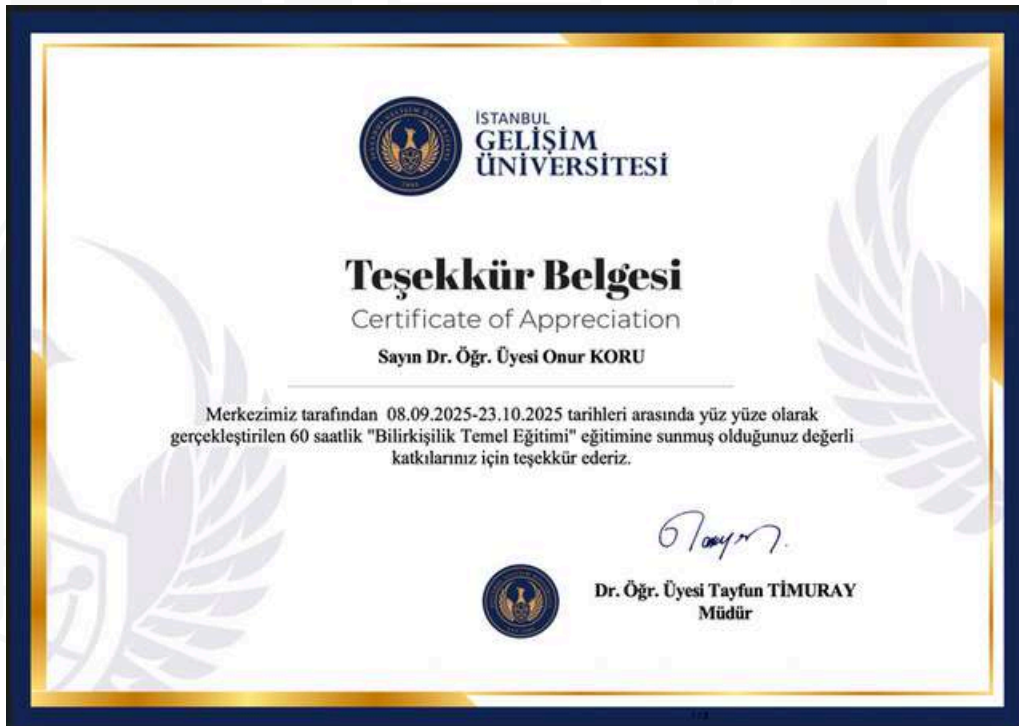 İSTANBUL
GELİŞİM
ÜNİVERSİTESİ
Teşekkür Belgesi
Certificate of Appreciation
Sayın Dr. Öğr. Üyesi Onur KORU
Merkezimiz tarafından 08.09.2025-23.10.2025 tarihleri arasında yüz yüze olarak
gerçekleştirilen 60 saatlik "Bilirkişilik Temel Eğitimi" eğitimine sunmuş olduğunuz değerli
katkılarınız için teşekkür ederiz.
Dr. Öğr. Üyesi Tayfun TİMURAY
Müdür